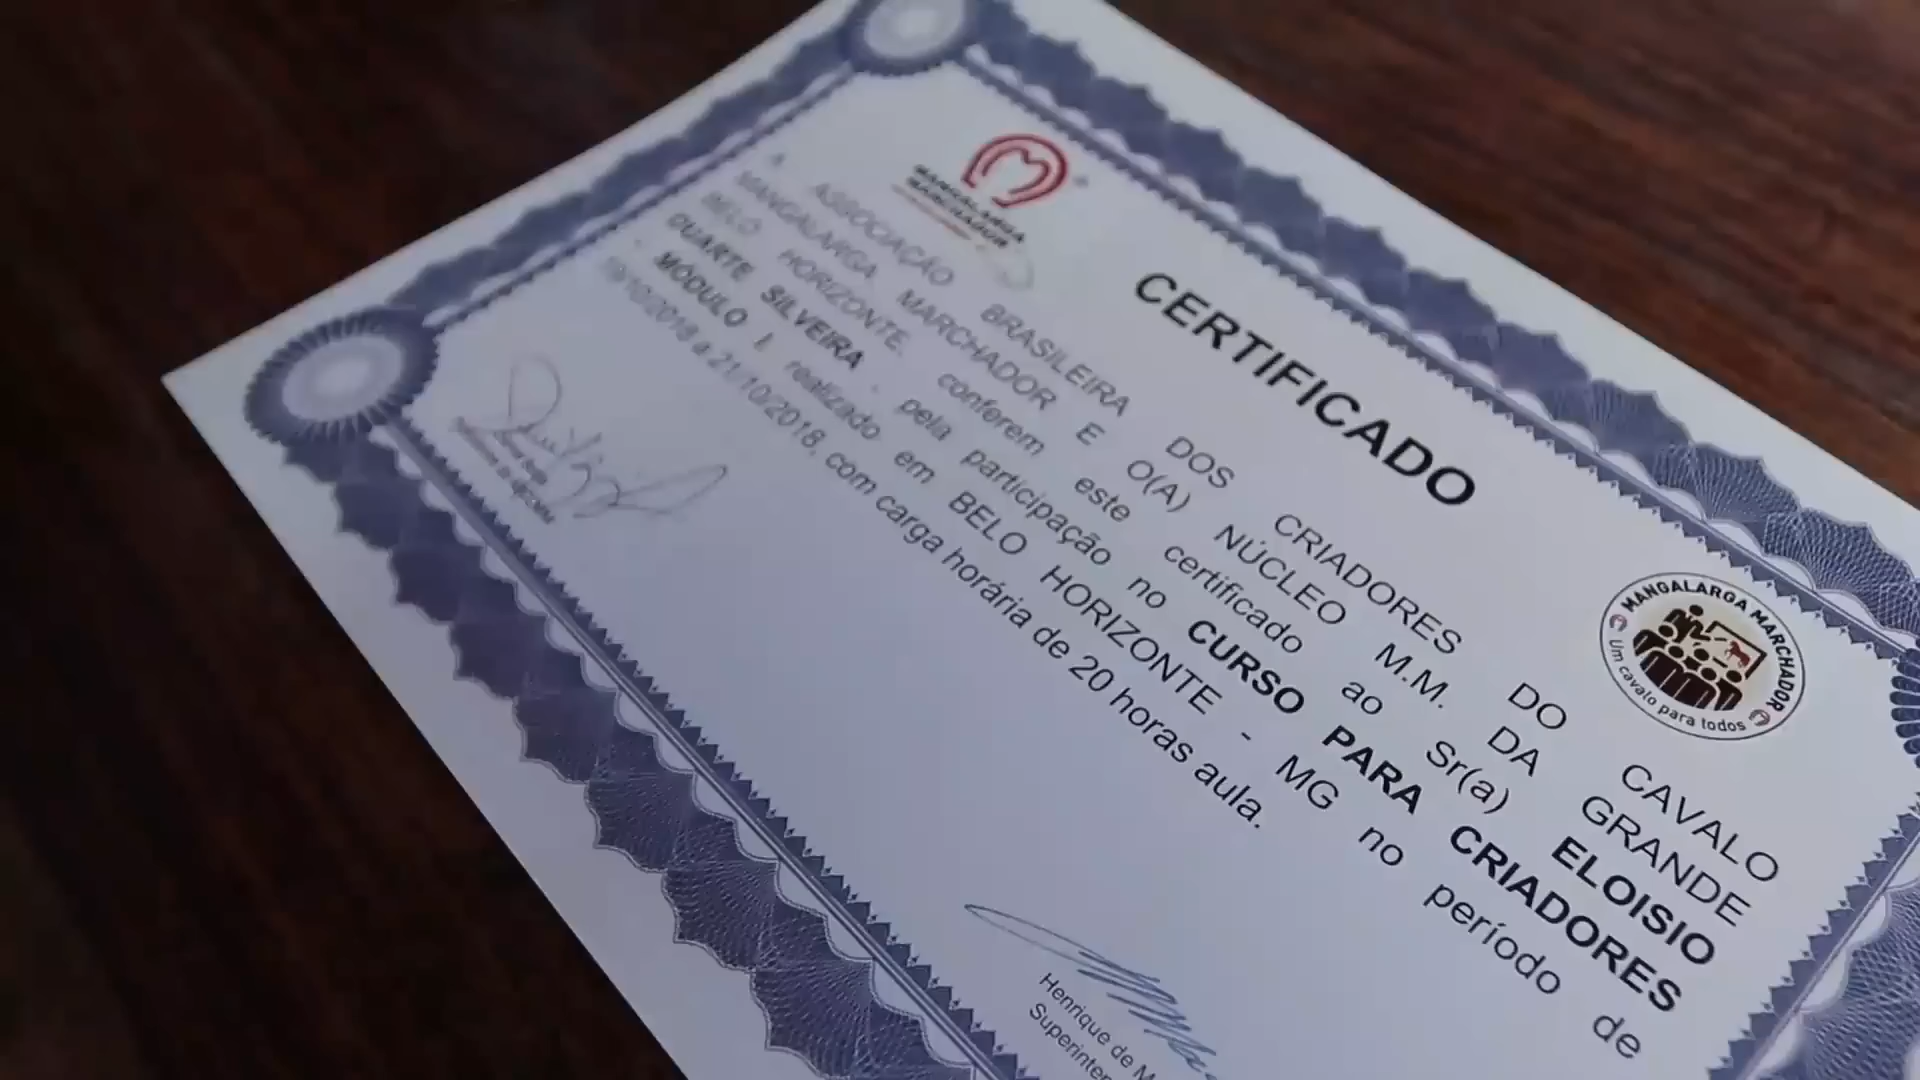 MANGALARGA
MARCHADOR
CERTIFICADO
MANGALARGA MARCHADOR
Um cavalo para todos
A ASSOCIAÇÃO BRASILEIRA DOS CRIADORES DO CAVALO
MANGALARGA MARCHADOR E O(A) NÚCLEO M.M. DA GRANDE
BELO HORIZONTE, conferem este certificado ao Sr(a) ELOISIO
DUARTE SILVEIRA - pela participação no CURSO PARA CRIADORES
- MÓDULO I, realizado em BELO HORIZONTE - MG no período de
19/10/2018 a 21/10/2018, com carga horária de 20 horas aula.
Henrique de M
Superinten